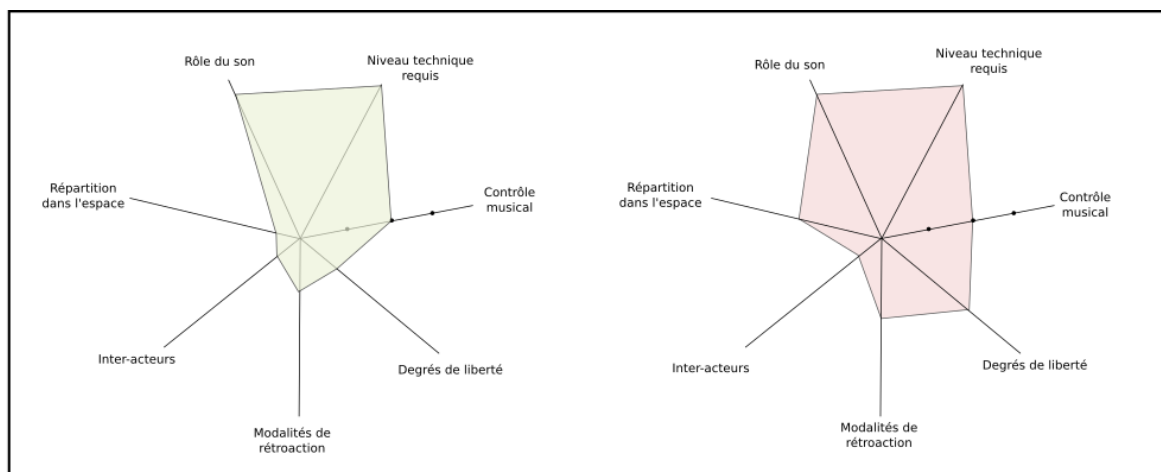 Rôle du son
Niveau technique
requis
Répartition
dans l'espace
Contrôle
musical
Inter-acteurs
Degrés de liberté
Modalités de
rétroaction
Rôle du son
Niveau technique
requis
Répartition
dans l'espace
Contrôle
musical
Inter-acteurs
Degrés de liberté
Modalités de
rétroaction